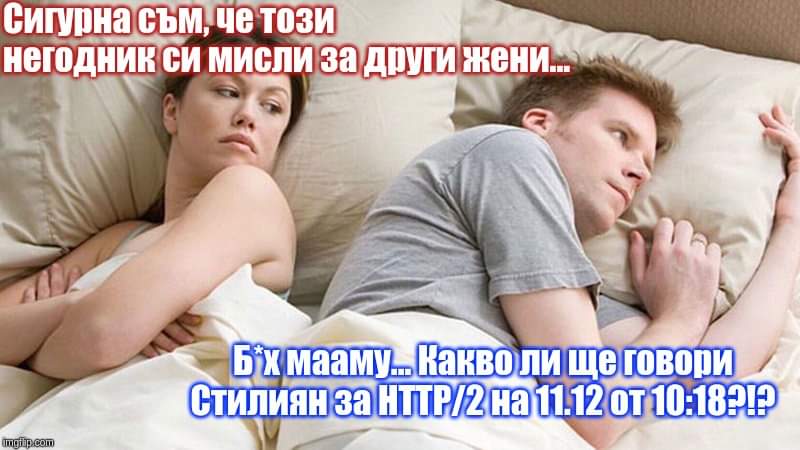 Сигурна съм, че този
негодник си мисли за други жени...
Б*х мааму... Какво ли ще говори
Стилиян за HTTP/2 на 11.12 от 10:18?!?
imgflip.com